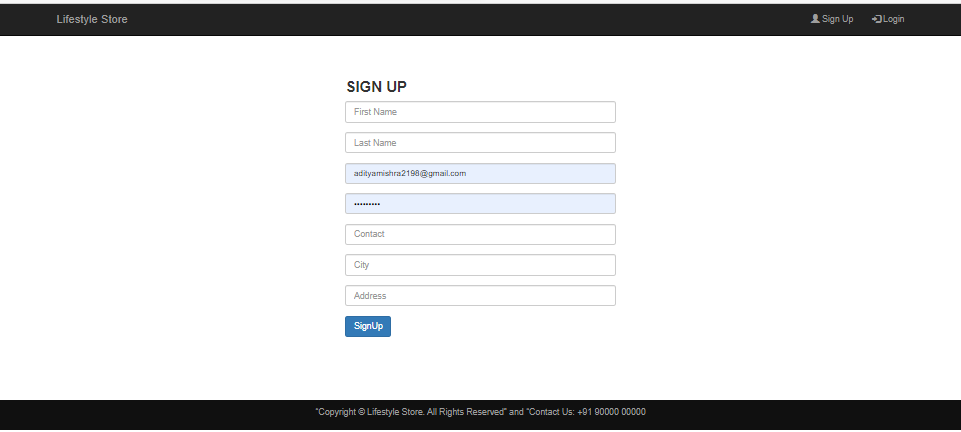 Lifestyle Store
Sign Up
Login
SIGN UP
First Name
Last Name
adityamishra2198@gmail.com
•••••••••
Contact
City
Address
SignUp
"Copyright © Lifestyle Store. All Rights Reserved" and "Contact Us: +91 90000 00000